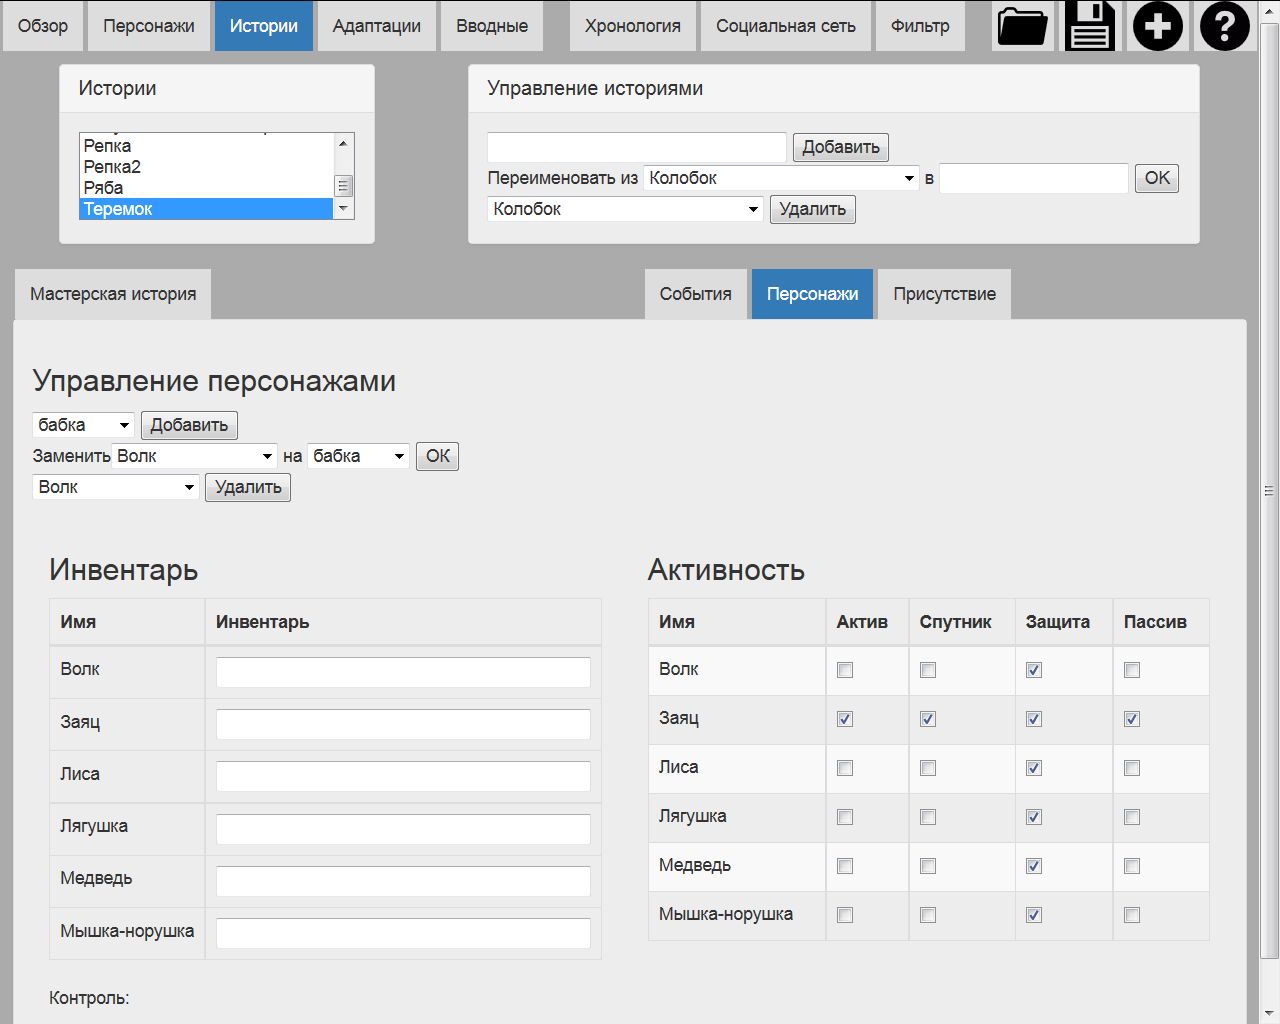 Обзор Персонажи Истории Адаптации Вводные Хронология Социальная сеть Фильтр
Истории
Репка
Репка2
Ряба
Теремок
Управление историями
Добавить
Переименовать из Колобок в OK
Колобок Удалить
Мастерская история События Персонажи Присутствие
Управление персонажами
бабка Добавить
Заменить Волк на бабка OK
Волк Удалить
Инвентарь
Имя Инвентарь
Волк
Заяц
Лиса
Лягушка
Медведь
Мышка-норушка
Активность
Имя Актив Спутник Защита Пассив
Волк
Заяц
Лиса
Лягушка
Медведь
Мышка-норушка
Контроль: